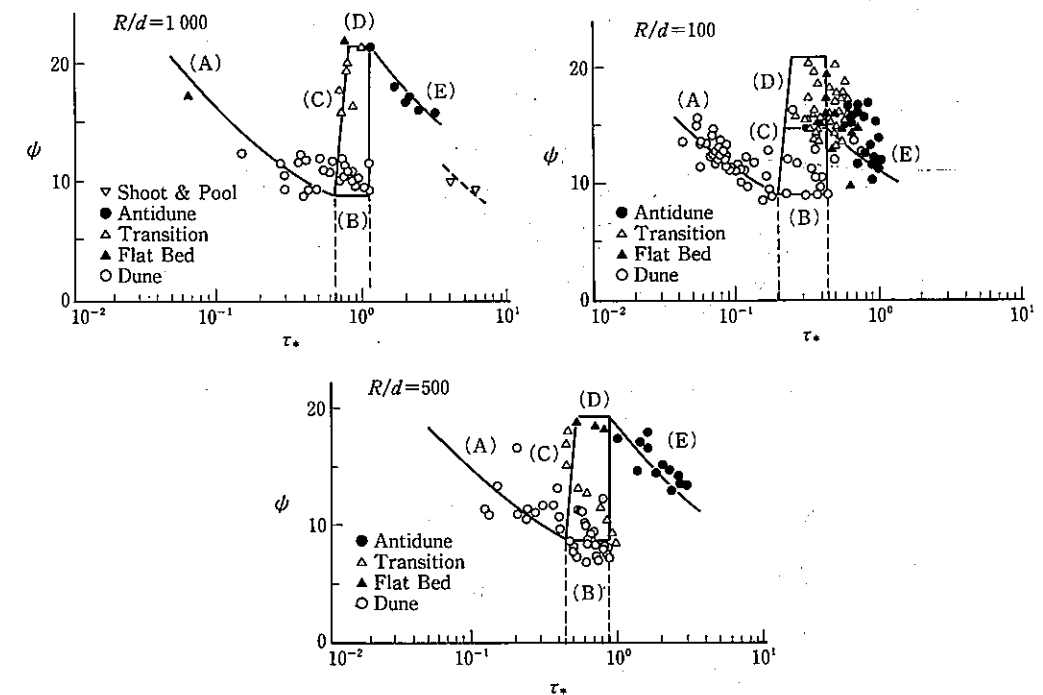 R/d=1 000
(D)
20
(A)
(C)
(E)
ψ
10
(B)
▽ Shoot & Pool
● Antidune
△ Transition
▲ Flat Bed
○ Dune
0
10⁻² 10⁻¹ 10⁰ 10¹
τ*
R/d=100
20
(D)
(A)
(C)
ψ
(E)
10
(B)
● Antidune
△ Transition
▲ Flat Bed
○ Dune
0
10⁻² 10⁻¹ 10⁰ 10¹
τ*
R/d=500
(D)
20
(A)
(C)
(E)
ψ
10
● Antidune
△ Transition
▲ Flat Bed
(B)
○ Dune
0
10⁻² 10⁻¹ 10⁰ 10¹
τ*